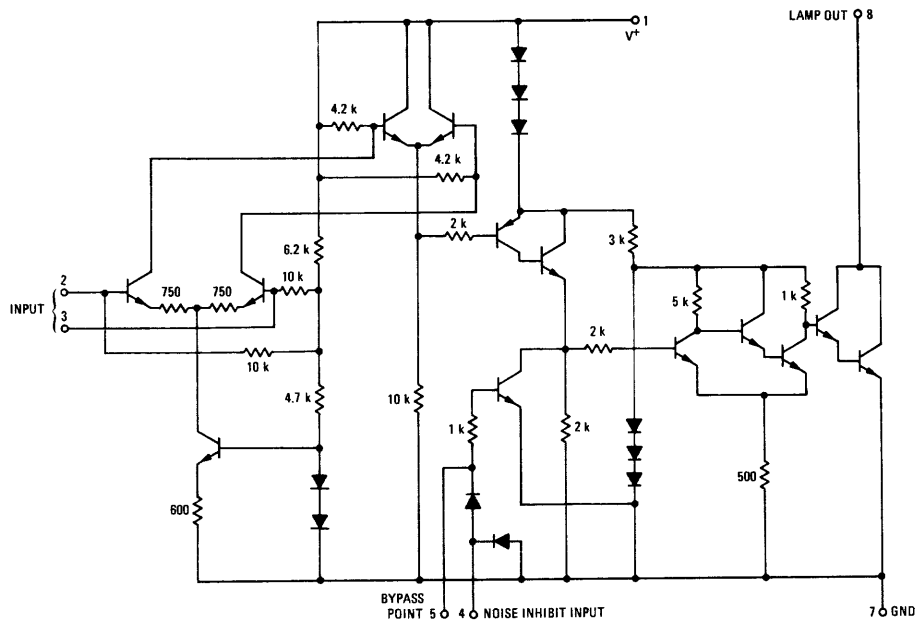 LAMP OUT 8
1
V+
4.2 k
4.2 k
2 k
3 k
6.2 k
10 k
2
750
750
5 k
1 k
INPUT
3
2 k
10 k
4.7 k
10 k
1 k
2 k
500
600
BYPASS
POINT 5 4 NOISE INHIBIT INPUT
7 GND